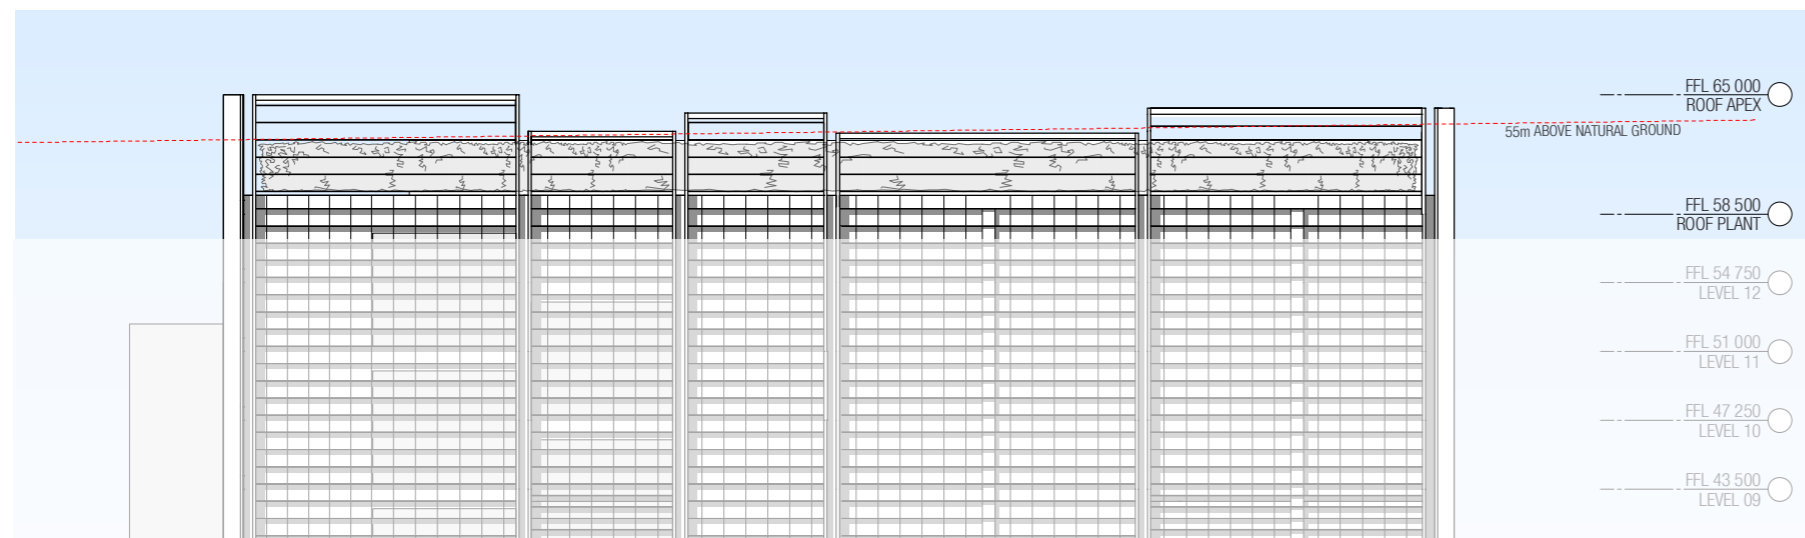 FFL 65 000
ROOF APEX
55m ABOVE NATURAL GROUND
FFL 58 500
ROOF PLANT
FFL 54 750
LEVEL 12
FFL 51 000
LEVEL 11
FFL 47 250
LEVEL 10
FFL 43 500
LEVEL 09